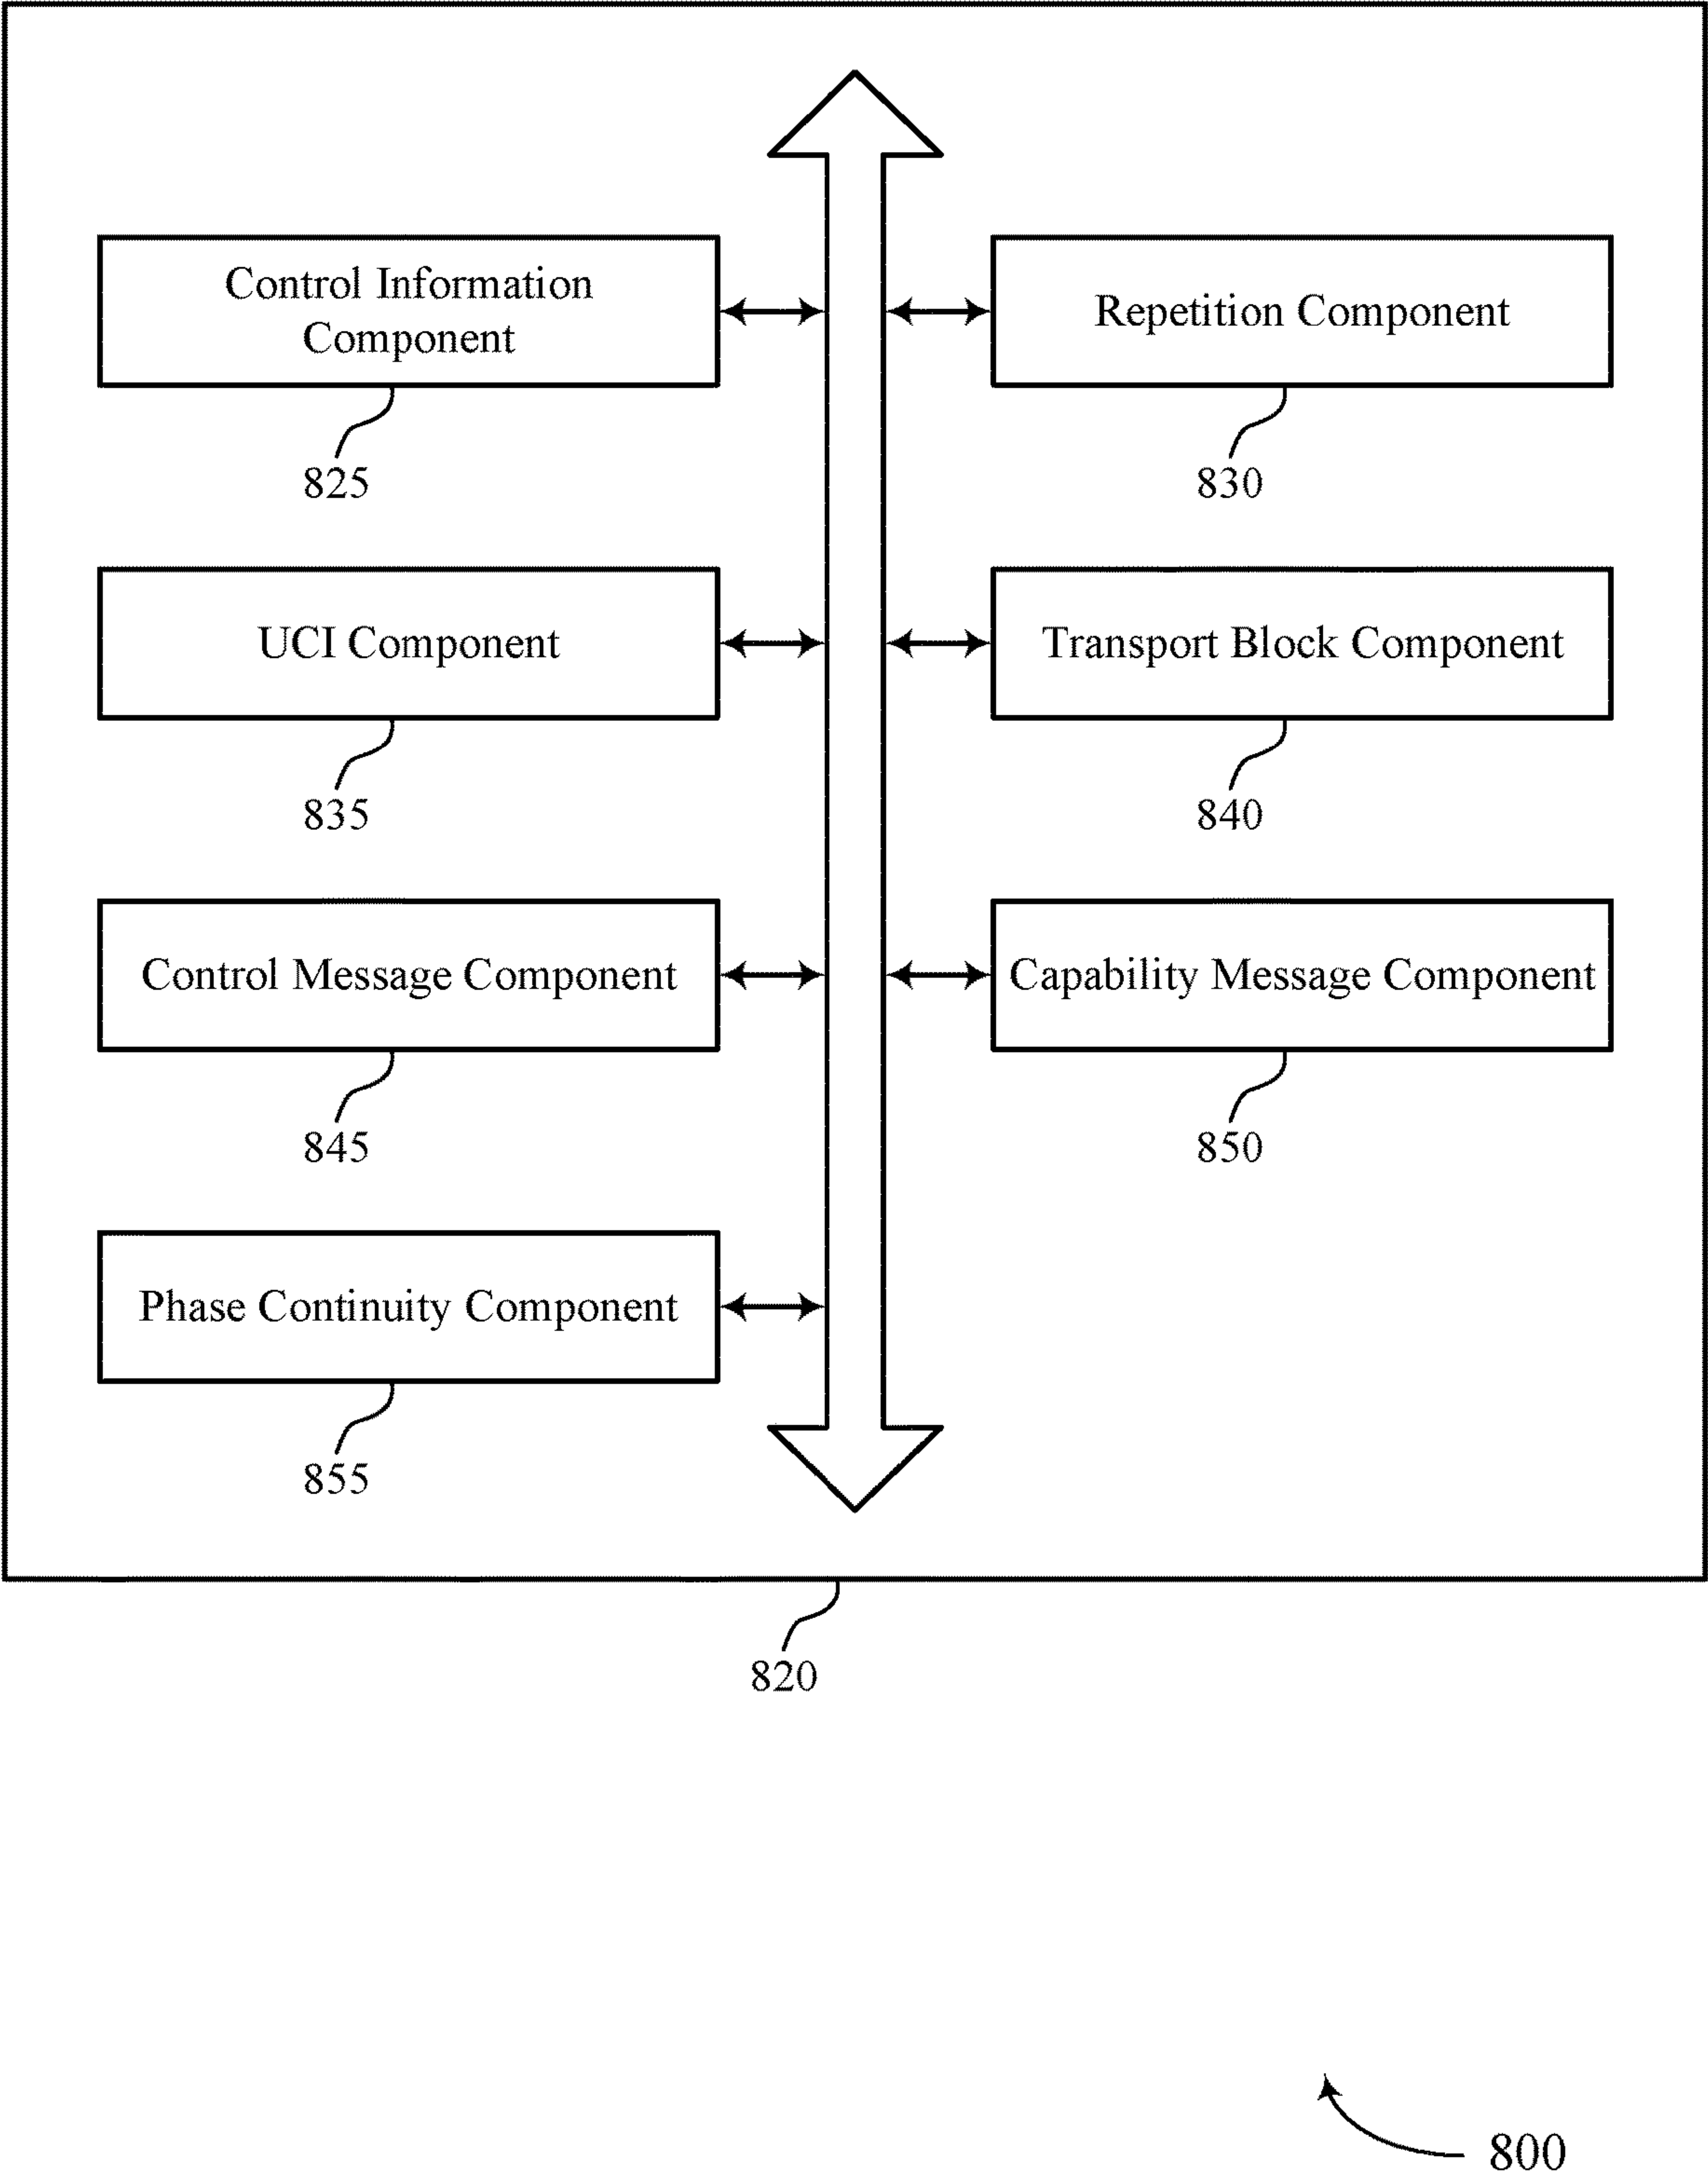 Control Information
Component
825
Repetition Component
830
UCI Component
835
Transport Block Component
840
Control Message Component
845
Capability Message Component
850
Phase Continuity Component
855
820
800